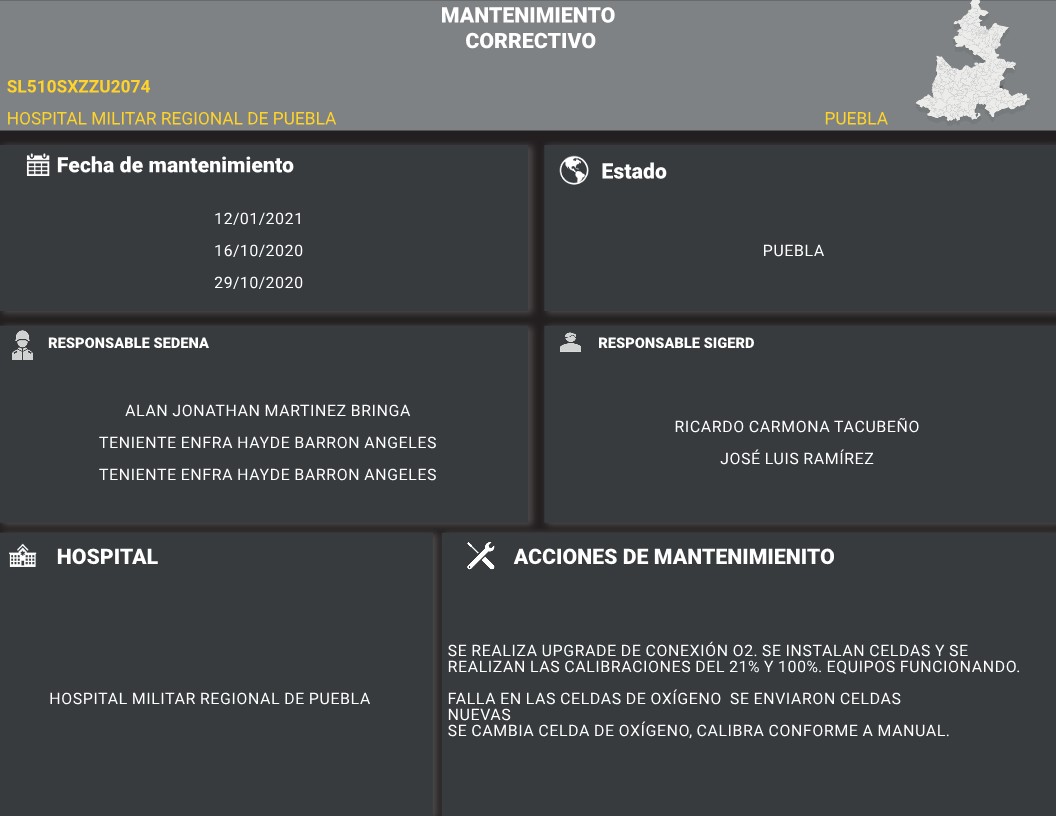 MANTENIMIENTO
CORRECTIVO
SL510SXZZU2074
HOSPITAL MILITAR REGIONAL DE PUEBLA
PUEBLA
Fecha de mantenimiento
12/01/2021
16/10/2020
29/10/2020
Estado
PUEBLA
RESPONSABLE SEDENA
ALAN JONATHAN MARTINEZ BRINGA
TENIENTE ENFRA HAYDE BARRON ANGELES
TENIENTE ENFRA HAYDE BARRON ANGELES
RESPONSABLE SIGERD
RICARDO CARMONA TACUBEÑO
JOSÉ LUIS RAMÍREZ
HOSPITAL
HOSPITAL MILITAR REGIONAL DE PUEBLA
ACCIONES DE MANTENIMIENITO
SE REALIZA UPGRADE DE CONEXIÓN O2. SE INSTALAN CELDAS Y SE
REALIZAN LAS CALIBRACIONES DEL 21% Y 100%. EQUIPOS FUNCIONANDO.
FALLA EN LAS CELDAS DE OXÍGENO  SE ENVIARON CELDAS
NUEVAS
SE CAMBIA CELDA DE OXÍGENO, CALIBRA CONFORME A MANUAL.